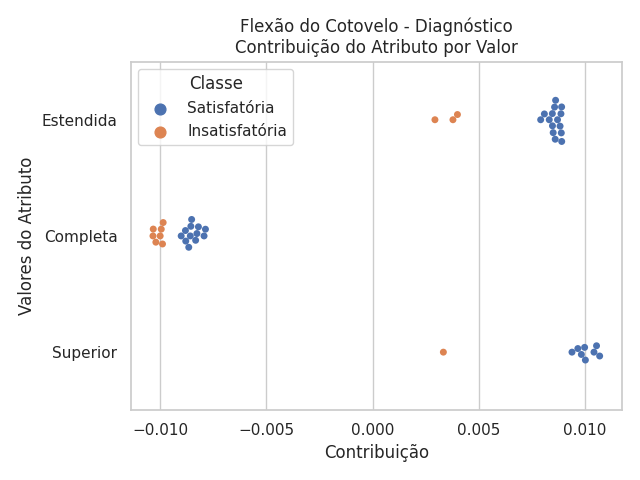 Flexão do Cotovelo - Diagnóstico
Contribuição do Atributo por Valor
Classe
Satisfatória
Insatisfatória
Valores do Atributo
Estendida
Completa
Superior
−0.010 −0.005 0.000 0.005 0.010
Contribuição